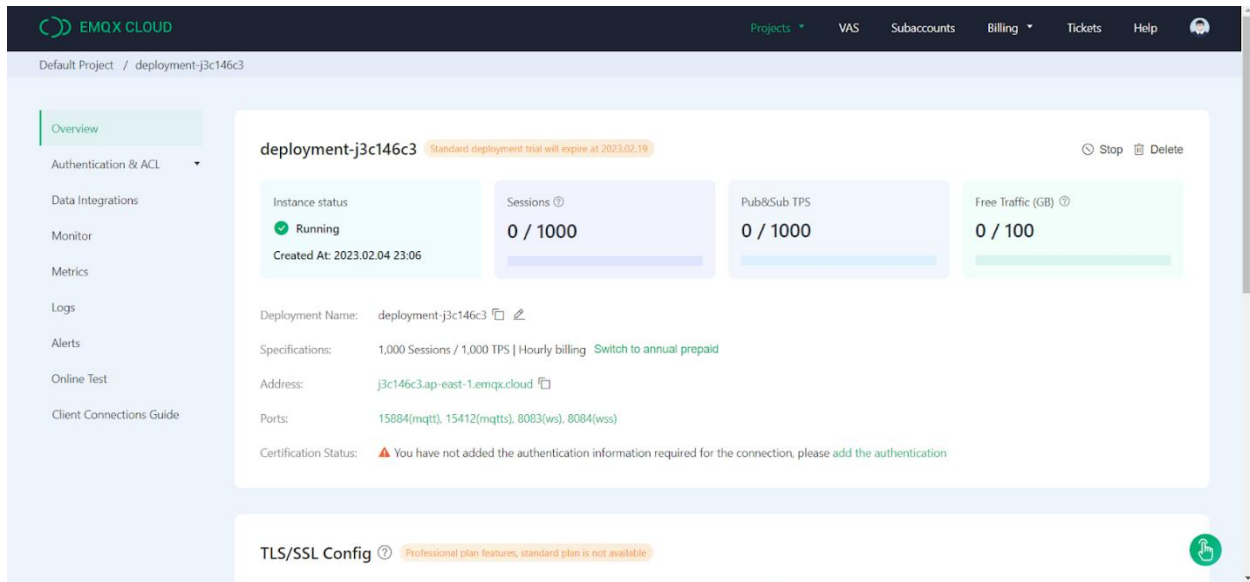 EMQX CLOUD
Projects VAS Subaccounts Billing Tickets Help
Default Project / deployment-j3c146c3
Overview
Authentication & ACL
Data Integrations
Monitor
Metrics
Logs
Alerts
Online Test
Client Connections Guide
deployment-j3c146c3 Standard deployment trial will expire at 2023.02.19
Stop Delete
Instance status
Running
Created At: 2023.02.04 23:06
Sessions
0 / 1000
Pub&Sub TPS
0 / 1000
Free Traffic (GB)
0 / 100
Deployment Name: deployment-j3c146c3
Specifications: 1,000 Sessions / 1,000 TPS | Hourly billing Switch to annual prepaid
Address: j3c146c3.ap-east-1.emqx.cloud
Ports: 15884(mqtt), 15412(mqtts), 8083(ws), 8084(wss)
Certification Status: You have not added the authentication information required for the connection, please add the authentication
TLS/SSL Config Professional plan features, standard plan is not available